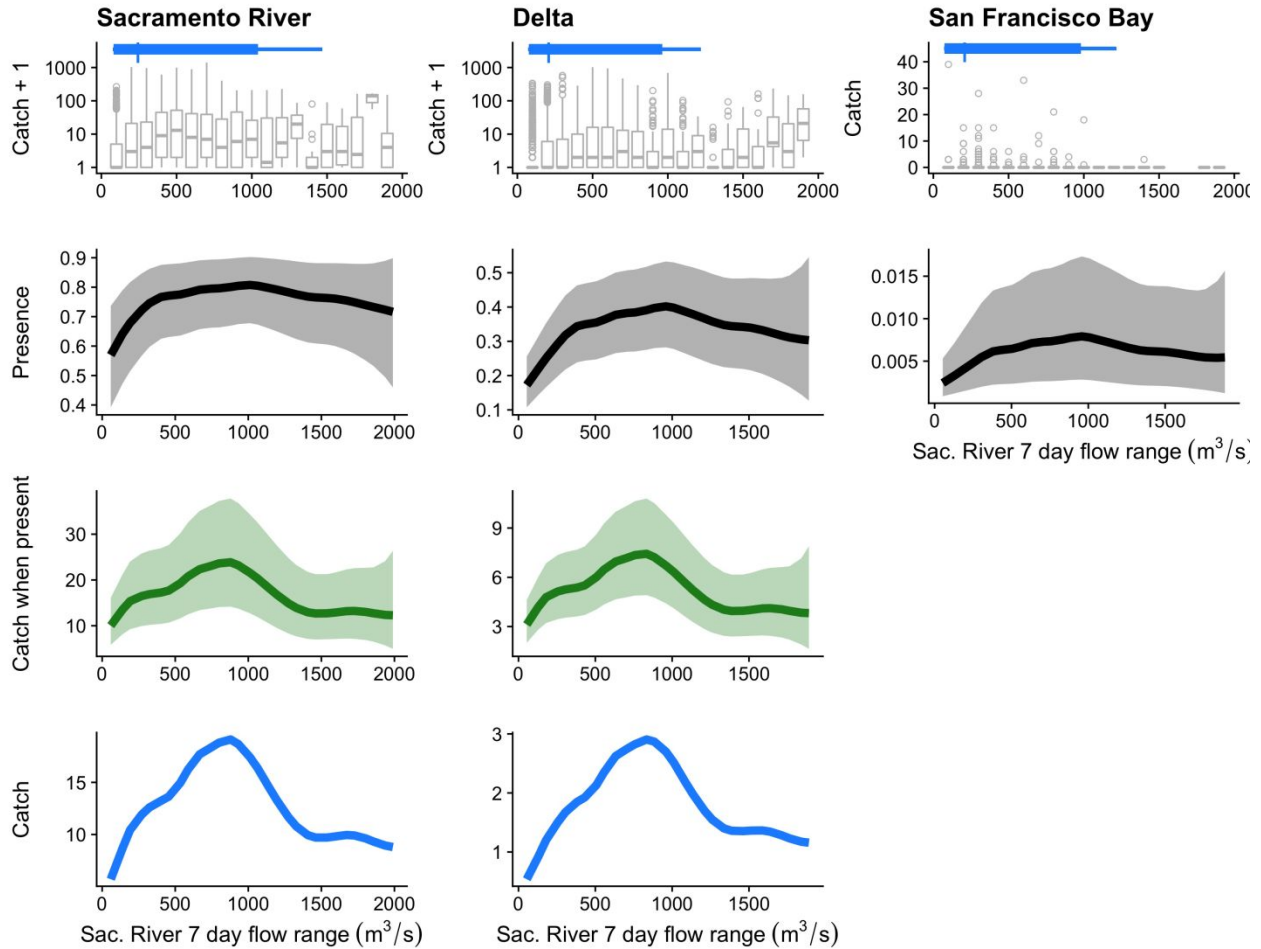 Sacramento River
Delta
San Francisco Bay
Catch + 1
1000
100
10
1
0 500 1000 1500 2000
Catch + 1
1000
100
10
1
0 500 1000 1500 2000
Catch
40
30
20
10
0
0 500 1000 1500 2000
Presence
0.9
0.8
0.7
0.6
0.5
0.4
0 500 1000 1500 2000
0.5
0.4
0.3
0.2
0.1
0 500 1000 1500
0.015
0.010
0.005
0 500 1000 1500
Sac. River 7 day flow range (m³/s)
Catch when present
30
20
10
0 500 1000 1500 2000
9
6
3
0 500 1000 1500
Catch
15
10
0 500 1000 1500 2000
Sac. River 7 day flow range (m³/s)
3
2
1
0 500 1000 1500
Sac. River 7 day flow range (m³/s)